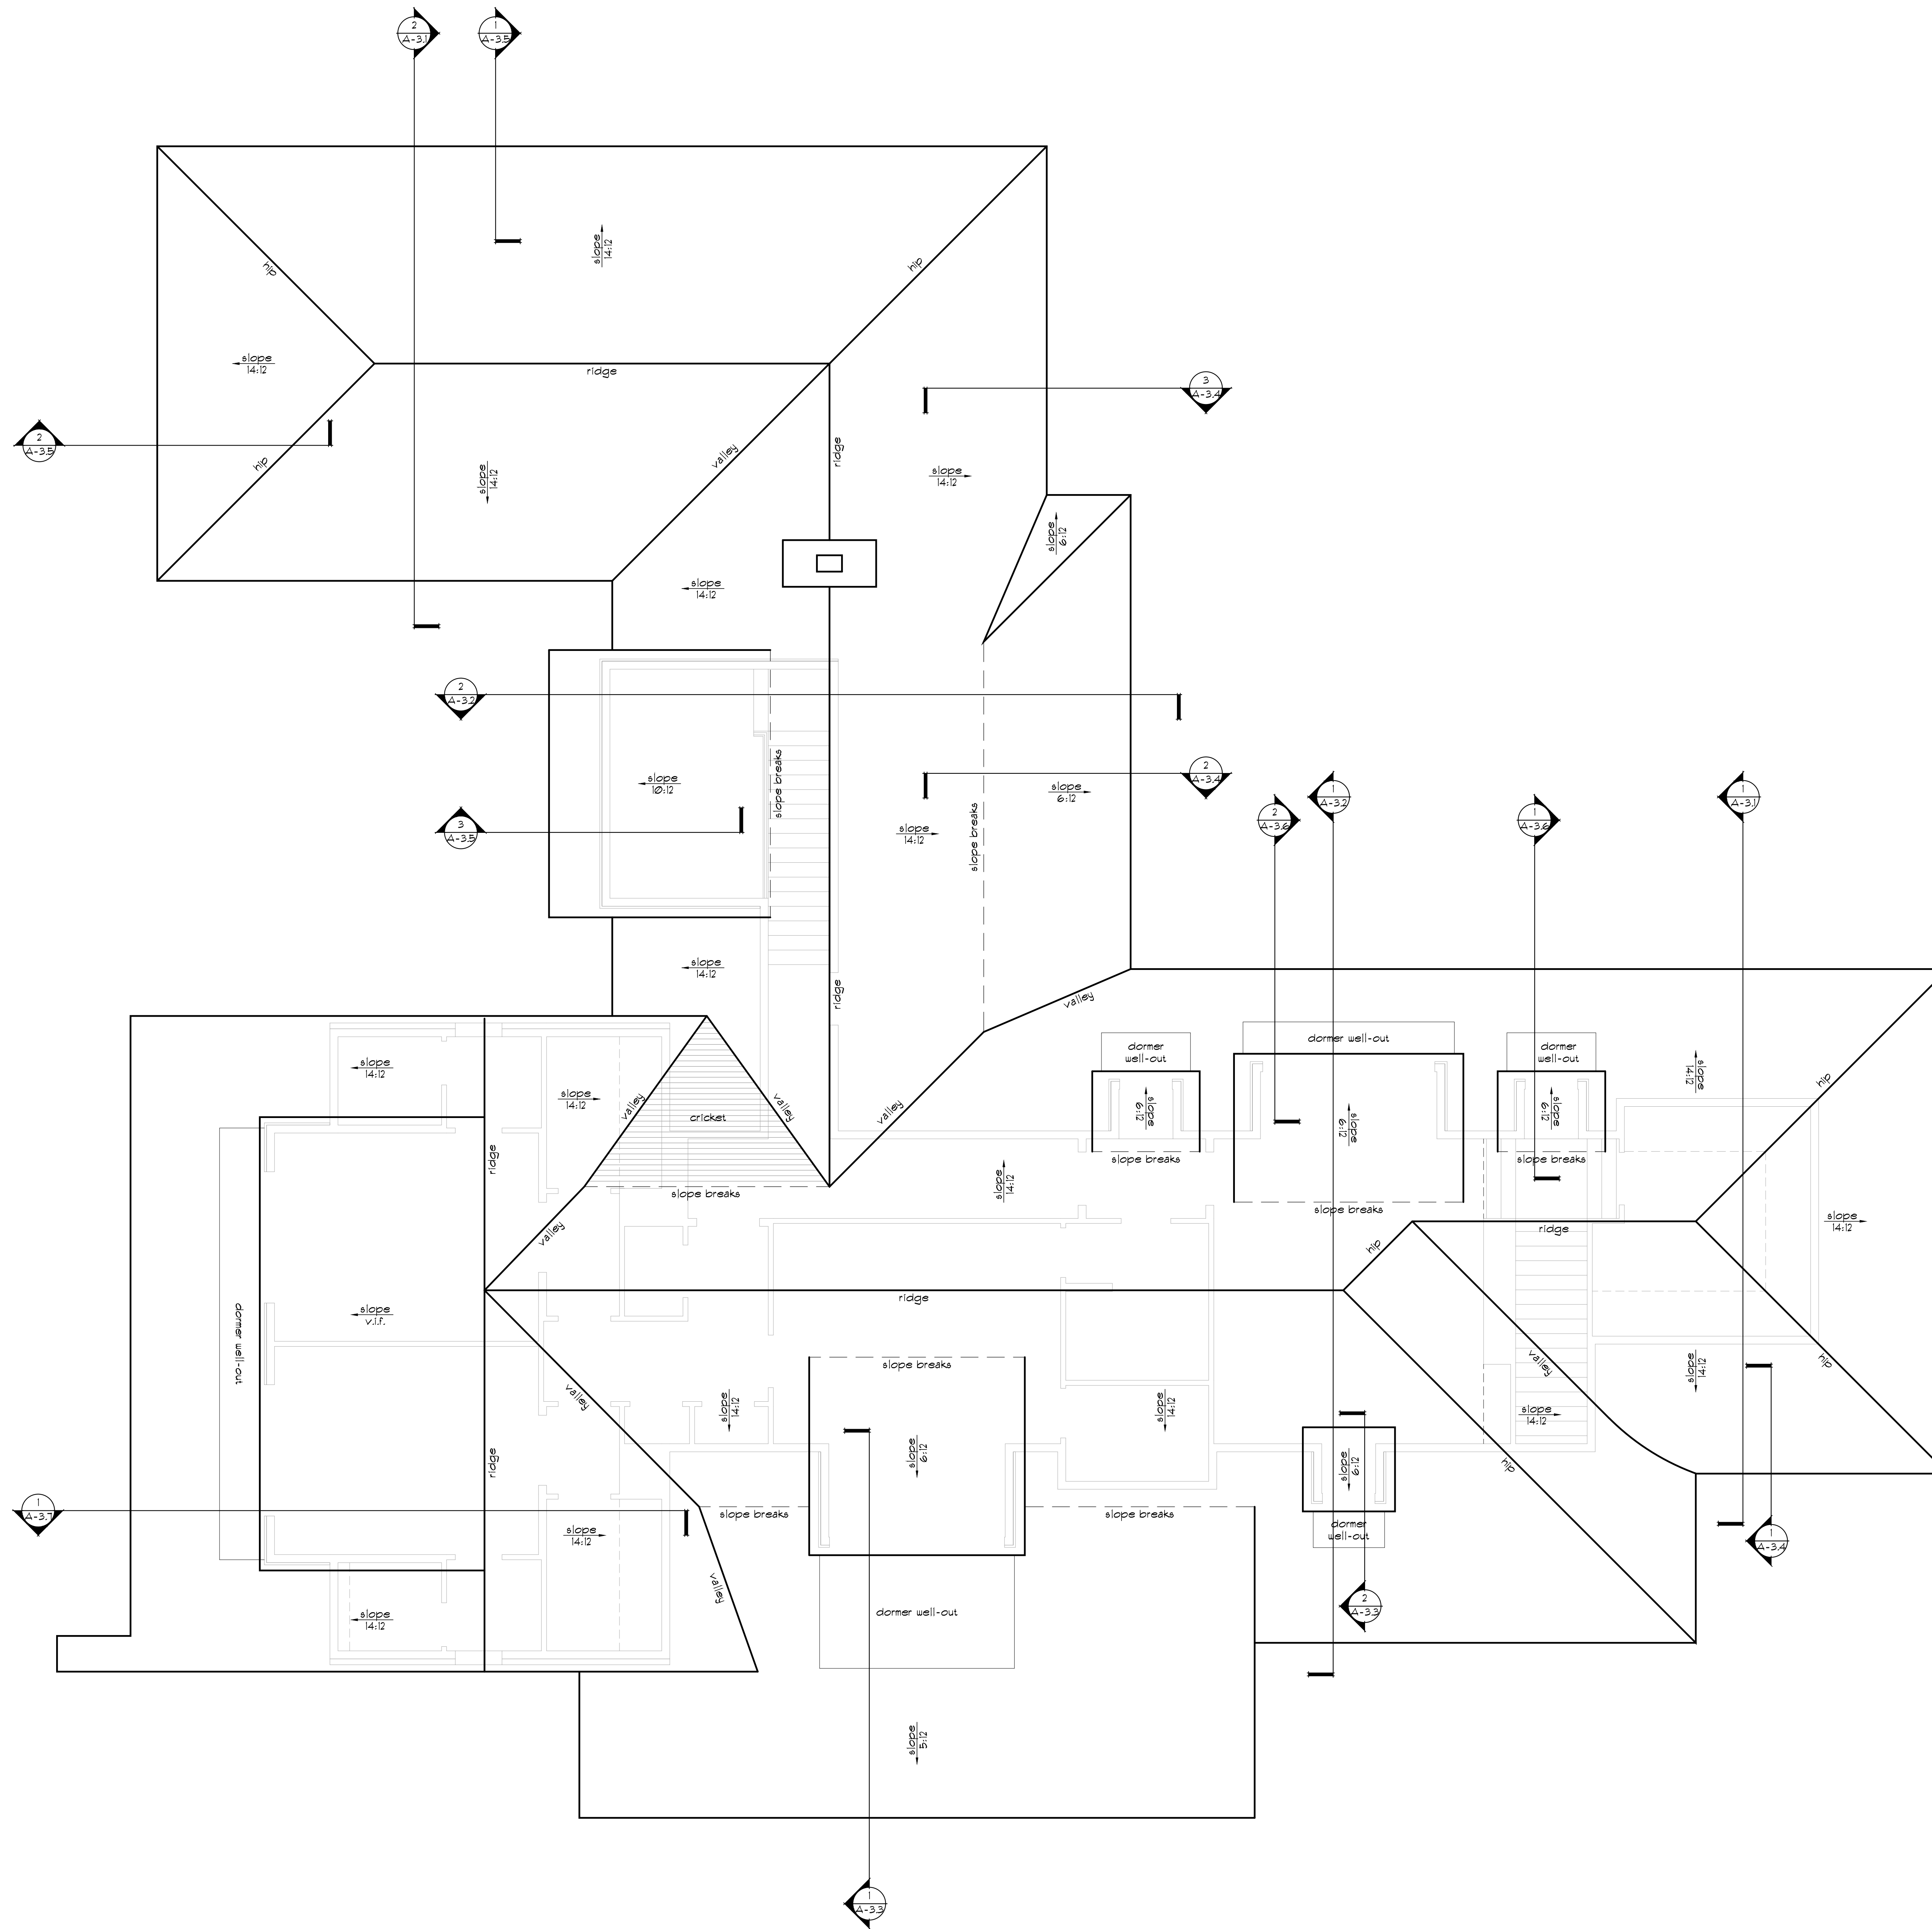 2
A-3.1
1
A-3.5
slope
14:12
hip
hip
slope
14:12
ridge
3
A-3.4
2
A-3.5
hip
valley
ridge
slope
14:12
slope
14:12
slope
6:12
slope
14:12
2
A-3.2
slope
10:12
slope breaks
2
A-3.4
slope
6:12
slope breaks
slope
14:12
3
A-3.5
2
A-3.6
1
A-3.2
1
A-3.6
1
A-3.1
slope
14:12
ridge
valley
slope
14:12
slope
14:12
valley
cricket
valley
valley
dormer
well-out
dormer well-out
dormer
well-out
slope
14:12
hip
slope
6:12
slope
6:12
slope
6:12
ridge
slope breaks
slope breaks
slope
14:12
slope breaks
slope breaks
valley
hip
ridge
slope
14:12
dormer well-out
slope
v.i.f.
ridge
slope breaks
valley
slope
14:12
hip
valley
slope
14:12
slope
14:12
slope
14:12
ridge
slope
6:12
slope
6:12
hip
1
A-3.7
slope breaks
slope breaks
slope
14:12
dormer
well-out
1
A-3.4
valley
slope
14:12
dormer well-out
2
A-3.3
slope
5:12
1
A-3.3